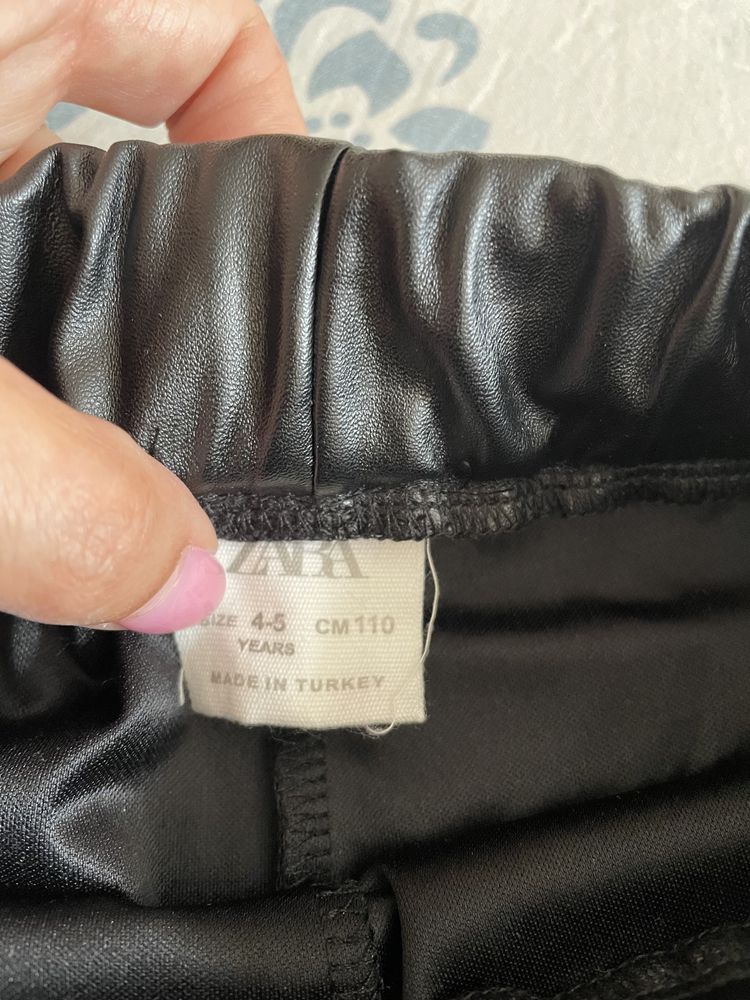 ZARA
SIZE 4-5 CM 110
YEARS
MADE IN TURKEY